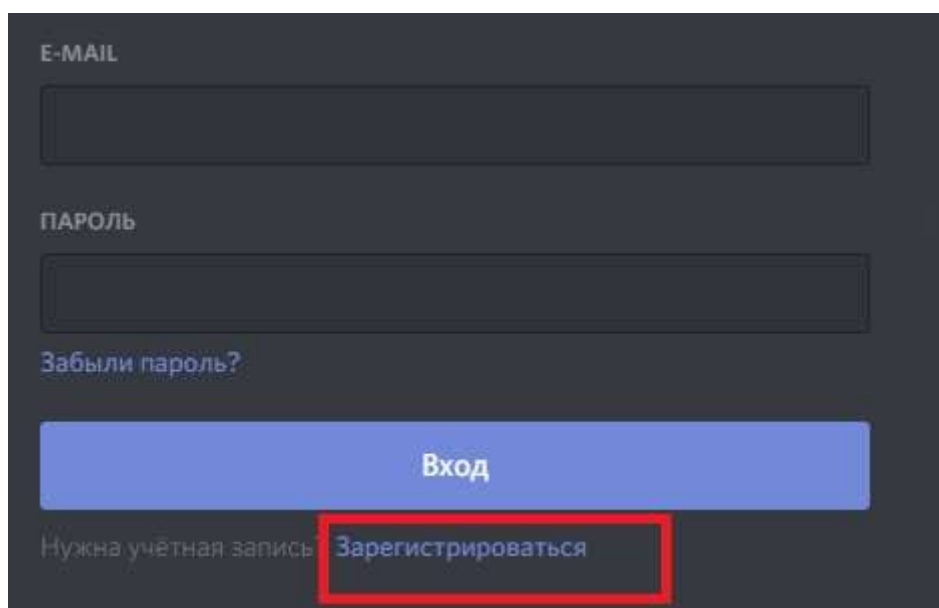 E-MAIL
ПАРОЛЬ
Забыли пароль?
Вход
Нужна учётная запись? Зарегистрироваться